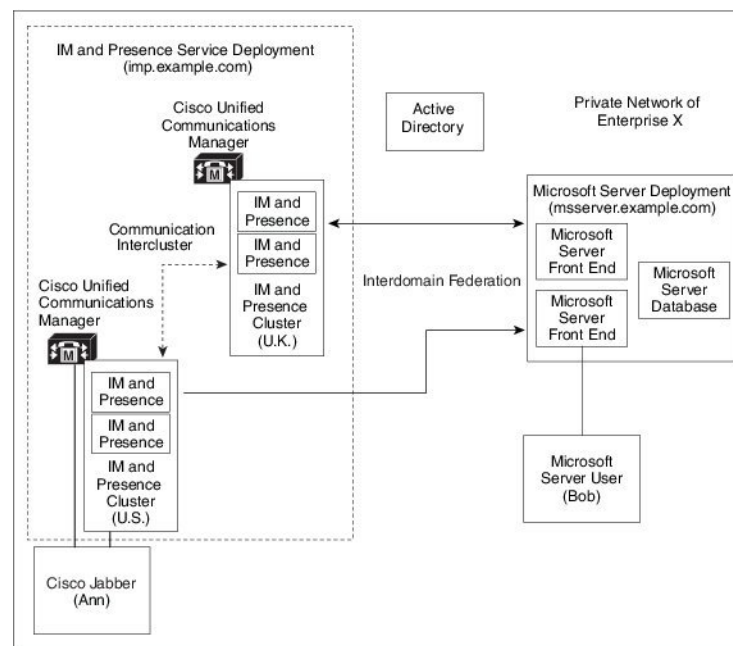 IM and Presence Service Deployment
(imp.example.com)
Cisco Unified
Communications
Manager
M
IM and
Presence
IM and
Presence
IM and
Presence
Cluster
(U.K.)
Communication
Intercluster
Cisco Unified
Communications
Manager
M
IM and
Presence
IM and
Presence
IM and
Presence
Cluster
(U.S.)
Cisco Jabber
(Ann)
Active
Directory
Private Network of
Enterprise X
Interdomain Federation
Microsoft Server Deployment
(msserver.example.com)
Microsoft
Server
Front End
Microsoft
Server
Front End
Microsoft
Server
Database
Microsoft
Server User
(Bob)